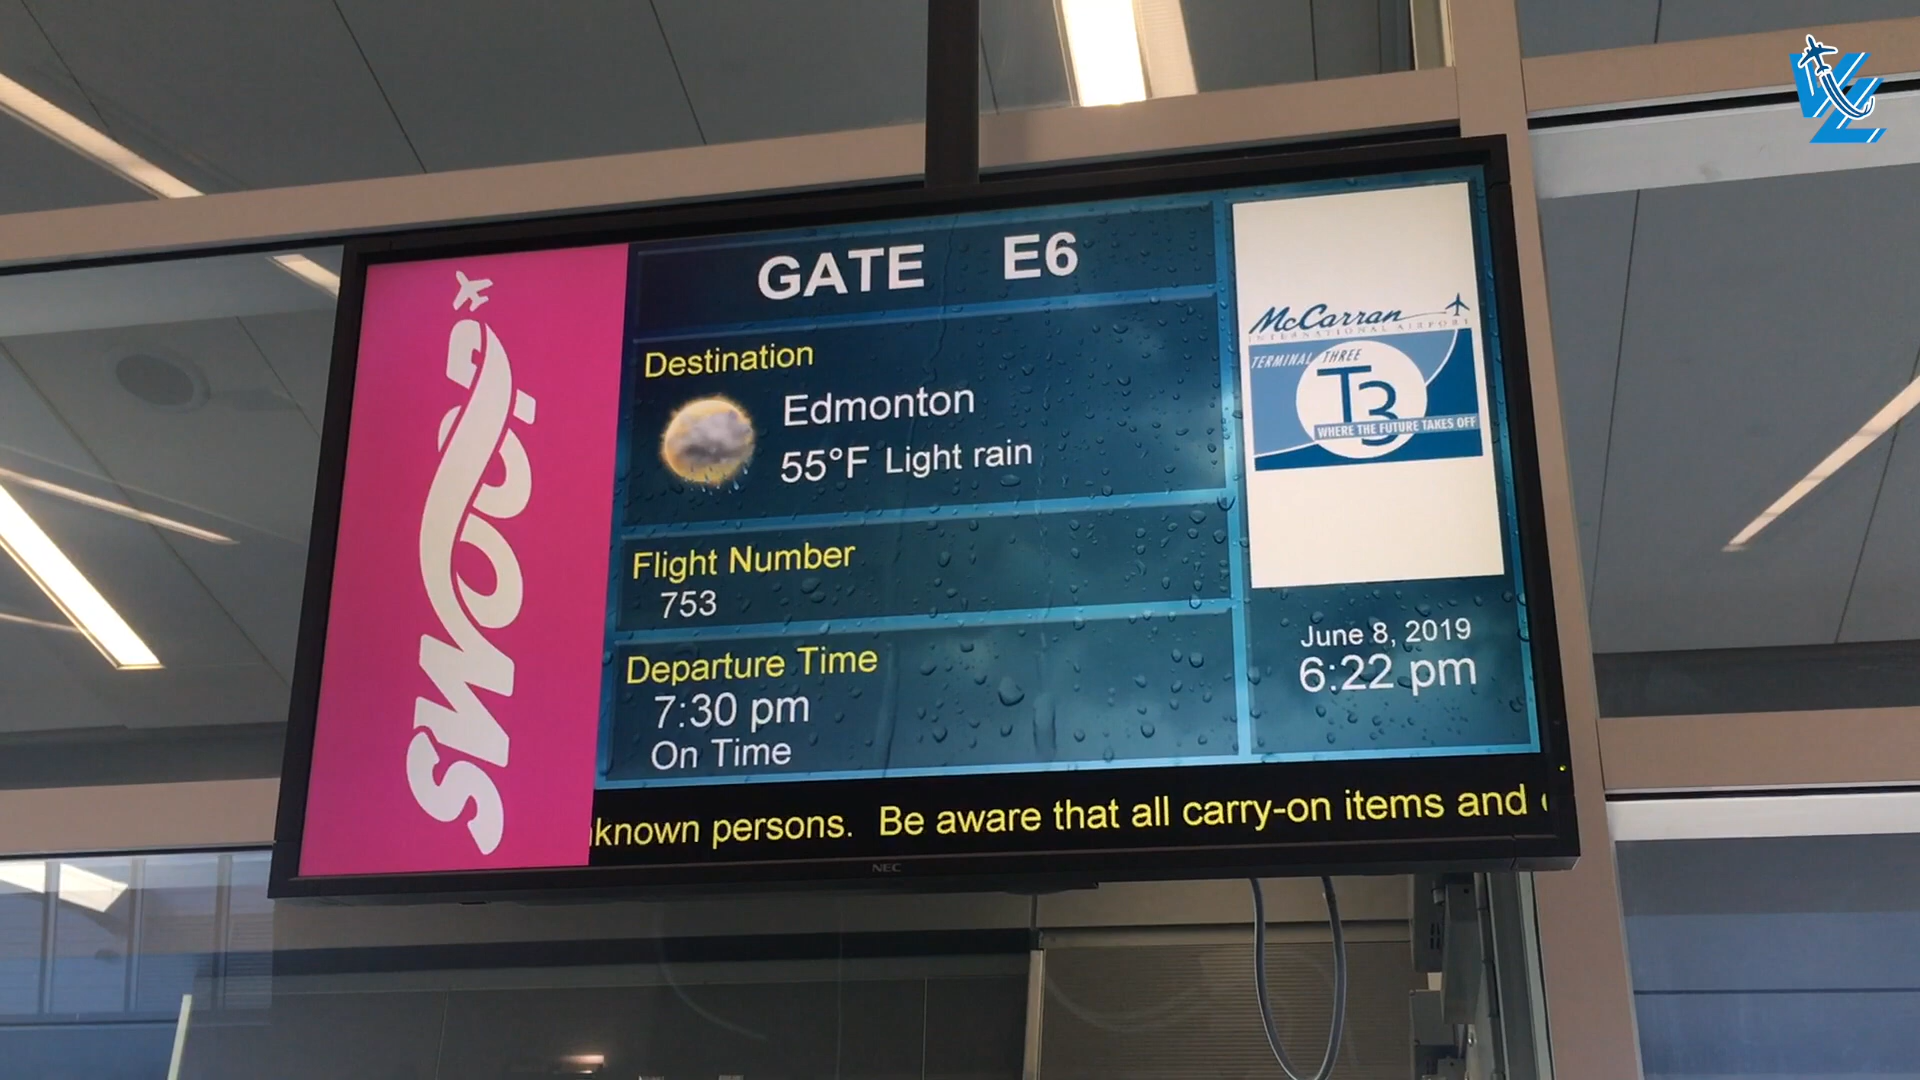 swoop
GATE E6
Destination
Edmonton
55°F Light rain
Flight Number
753
Departure Time
7:30 pm
On Time
McCarran
INTERNATIONAL AIRPORT
TERMINAL THREE
T3
WHERE THE FUTURE TAKES OFF
June 8, 2019
6:22 pm
known persons. Be aware that all carry-on items and
NEC
VL